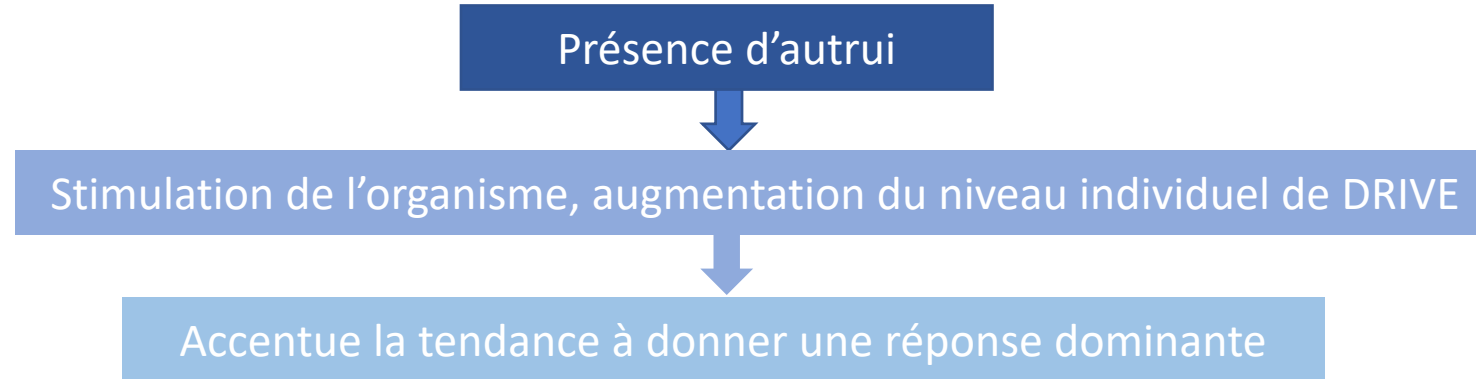 Présence d’autrui
Stimulation de l’organisme, augmentation du niveau individuel de DRIVE
Accentue la tendance à donner une réponse dominante